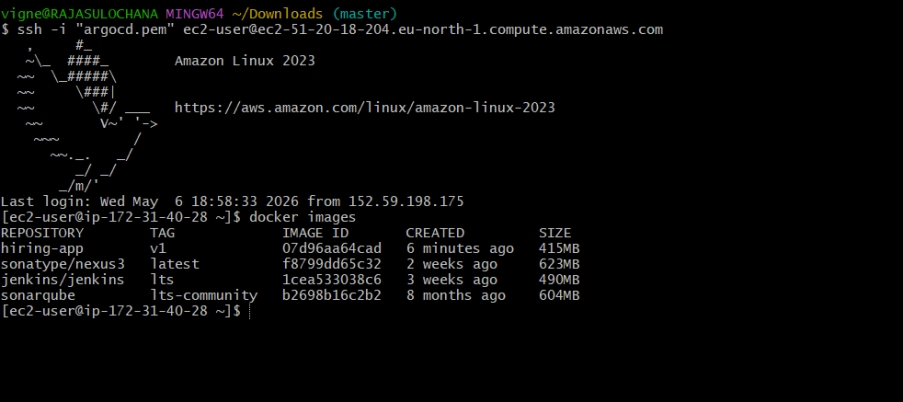 vigne@RAJASULOCHANA MINGW64 ~/Downloads (master)
$ ssh -i "argocd.pem" ec2-user@ec2-51-20-18-204.eu-north-1.compute.amazonaws.com
   ,     #_
   ~\_  ####_        Amazon Linux 2023
  ~~  \_#####\
  ~~     \###|
  ~~       \#/ ___   https://aws.amazon.com/linux/amazon-linux-2023
   ~~       V~' '->
    ~~~         /
      ~~._.   _/
         _/ _/
       _/m/'
Last login: Wed May  6 18:58:33 2026 from 152.59.198.175
[ec2-user@ip-172-31-40-28 ~]$ docker images
REPOSITORY        TAG             IMAGE ID       CREATED         SIZE
hiring-app        v1              07d96aa64cad   6 minutes ago   415MB
sonatype/nexus3   latest          f8799dd65c32   2 weeks ago     623MB
jenkins/jenkins   lts             1cea533038c6   3 weeks ago     490MB
sonarqube         lts-community   b2698b16c2b2   8 months ago    604MB
[ec2-user@ip-172-31-40-28 ~]$